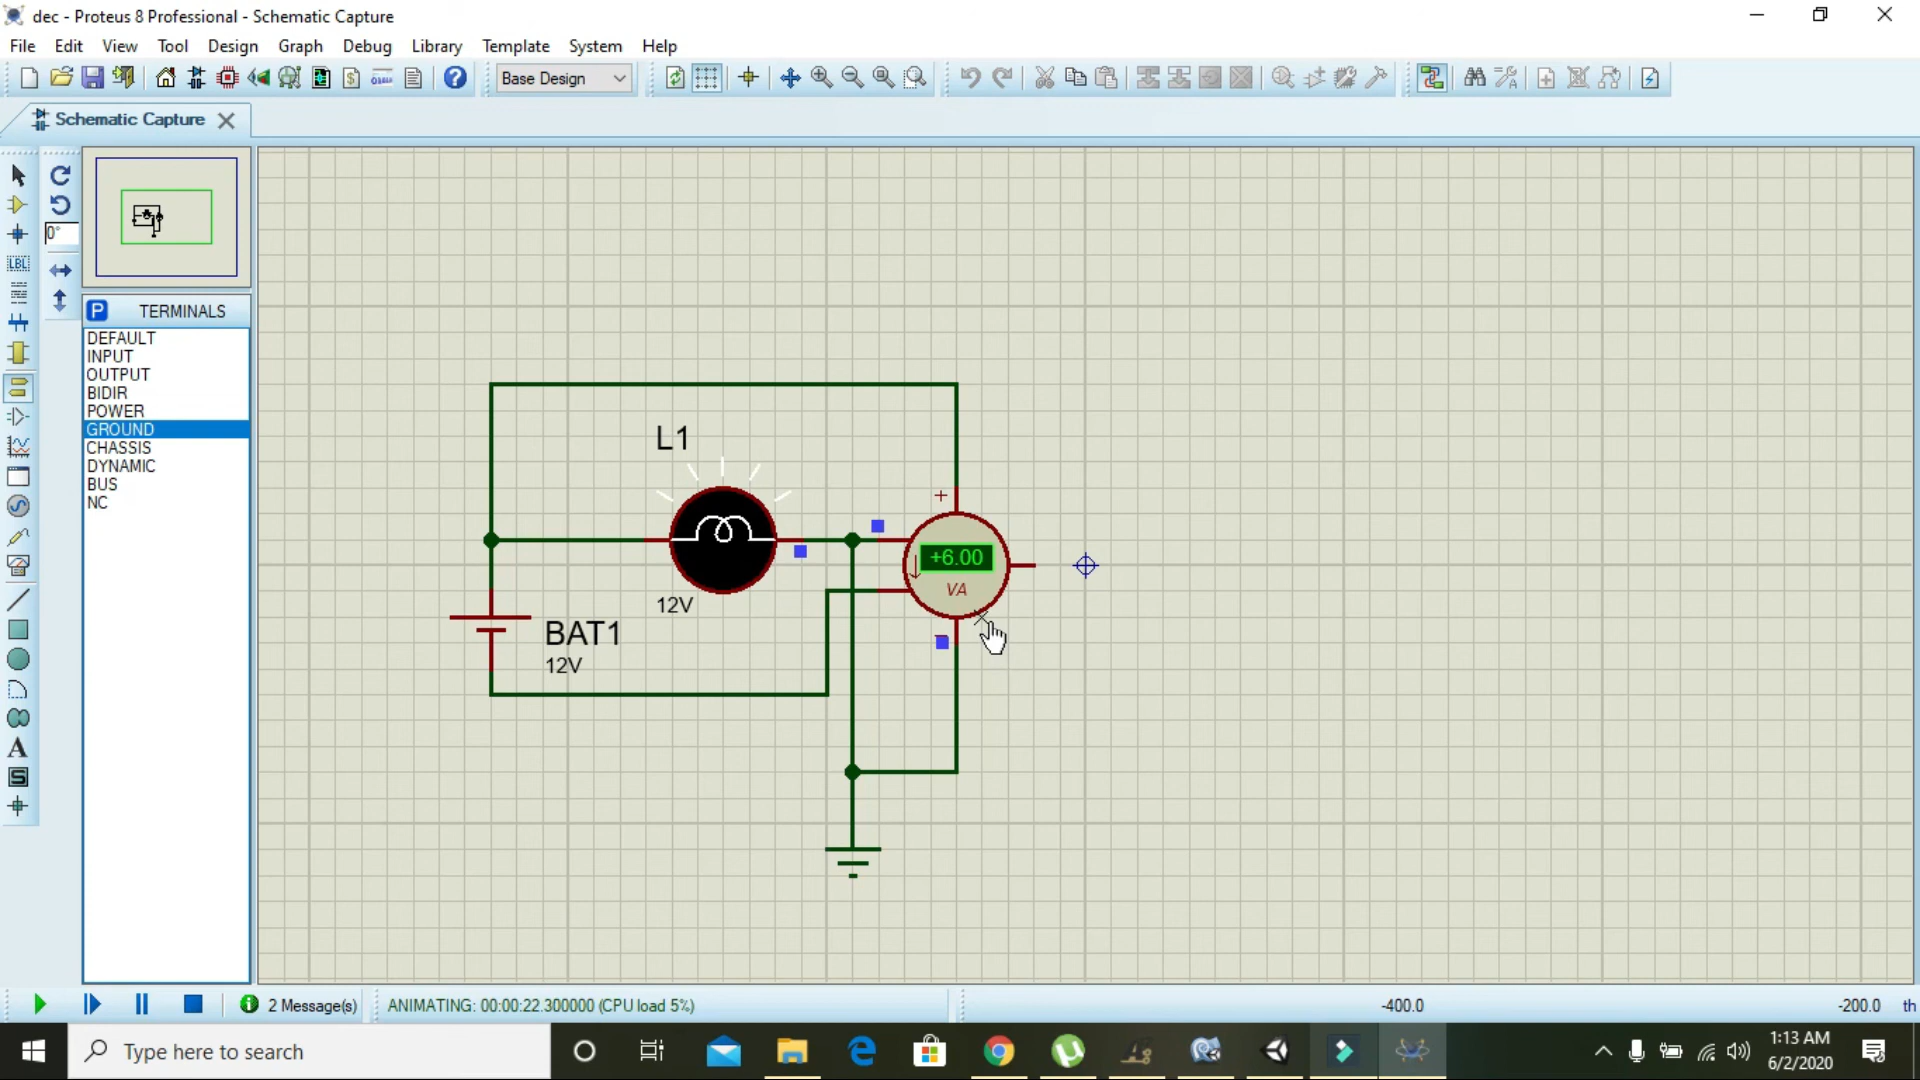 dec - Proteus 8 Professional - Schematic Capture
File Edit View Tool Design Graph Debug Library Template System Help
Base Design
Schematic Capture
LBL
0°
P TERMINALS
DEFAULT
INPUT
OUTPUT
BIDIR
POWER
GROUND
CHASSIS
DYNAMIC
BUS
NC
A
S
L1
12V
BAT1
12V
+
+6.00
VA
2 Message(s)
ANIMATING: 00:00:22.300000 (CPU load 5%)
-400.0
-200.0
th
Type here to search
1:13 AM
6/2/2020